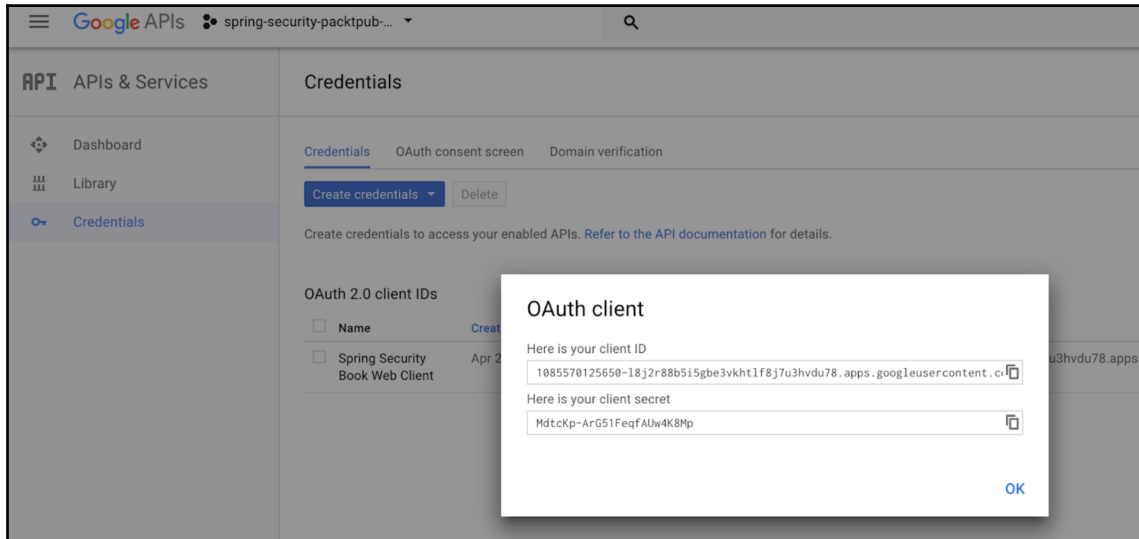 Google APIs spring-security-packtpub-...
API APIs & Services
Credentials
Dashboard
Library
Credentials
Credentials OAuth consent screen Domain verification
Create credentials Delete
Create credentials to access your enabled APIs. Refer to the API documentation for details.
OAuth 2.0 client IDs
Name Creat
Spring Security Apr 2 u3hvdu78.apps
Book Web Client
OAuth client
Here is your client ID
1085570125650-l8j2r88b5i5gbe3vkhtlf8j7u3hvdu78.apps.googleusercontent.c
Here is your client secret
MdtcKp-ArG51FeqfAUw4K8Mp
OK